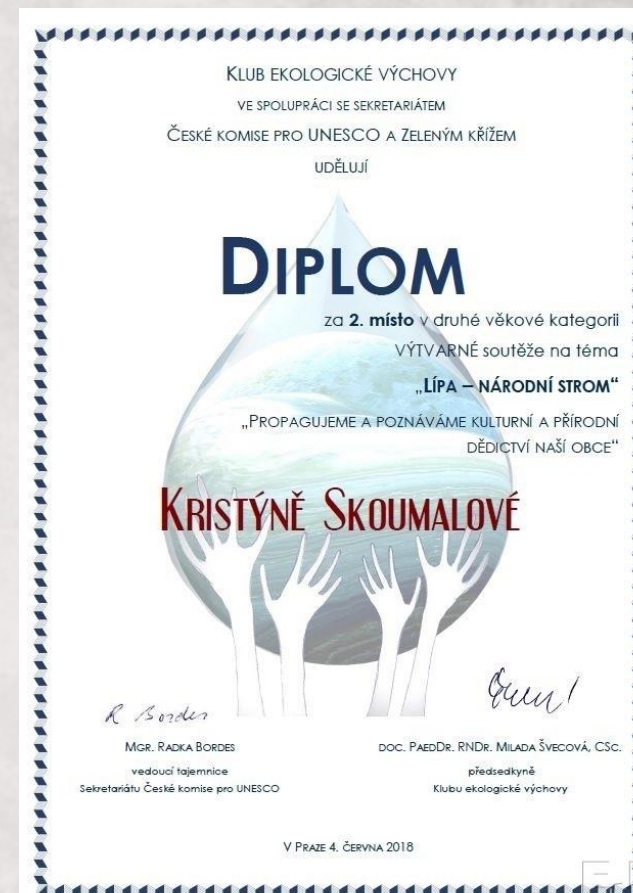 KLUB EKOLOGICKÉ VÝCHOVY
VE SPOLUPRÁCI SE SEKRETARIÁTEM
ČESKÉ KOMISE PRO UNESCO A ZELENÝM KŘÍŽEM
UDĚLUJÍ
DIPLOM
za 2. místo v druhé věkové kategorii
VÝTVARNÉ soutěže na téma
„LÍPA – NÁRODNÍ STROM“
„PROPAGUJEME A POZNÁVÁME KULTURNÍ A PŘÍRODNÍ
DĚDICTVÍ NAŠÍ OBCE“
KRISTÝNĚ SKOUMALOVÉ
R Bordes
MGR. RADKA BORDES
DOC. PAEDDR. RNDR. MILADA ŠVECOVÁ, CSC.
vedoucí tajemnice
předsedkyně
Sekretariátu České komise pro UNESCO
Klubu ekologické výchovy
V PRAZE 4. ČERVNA 2018